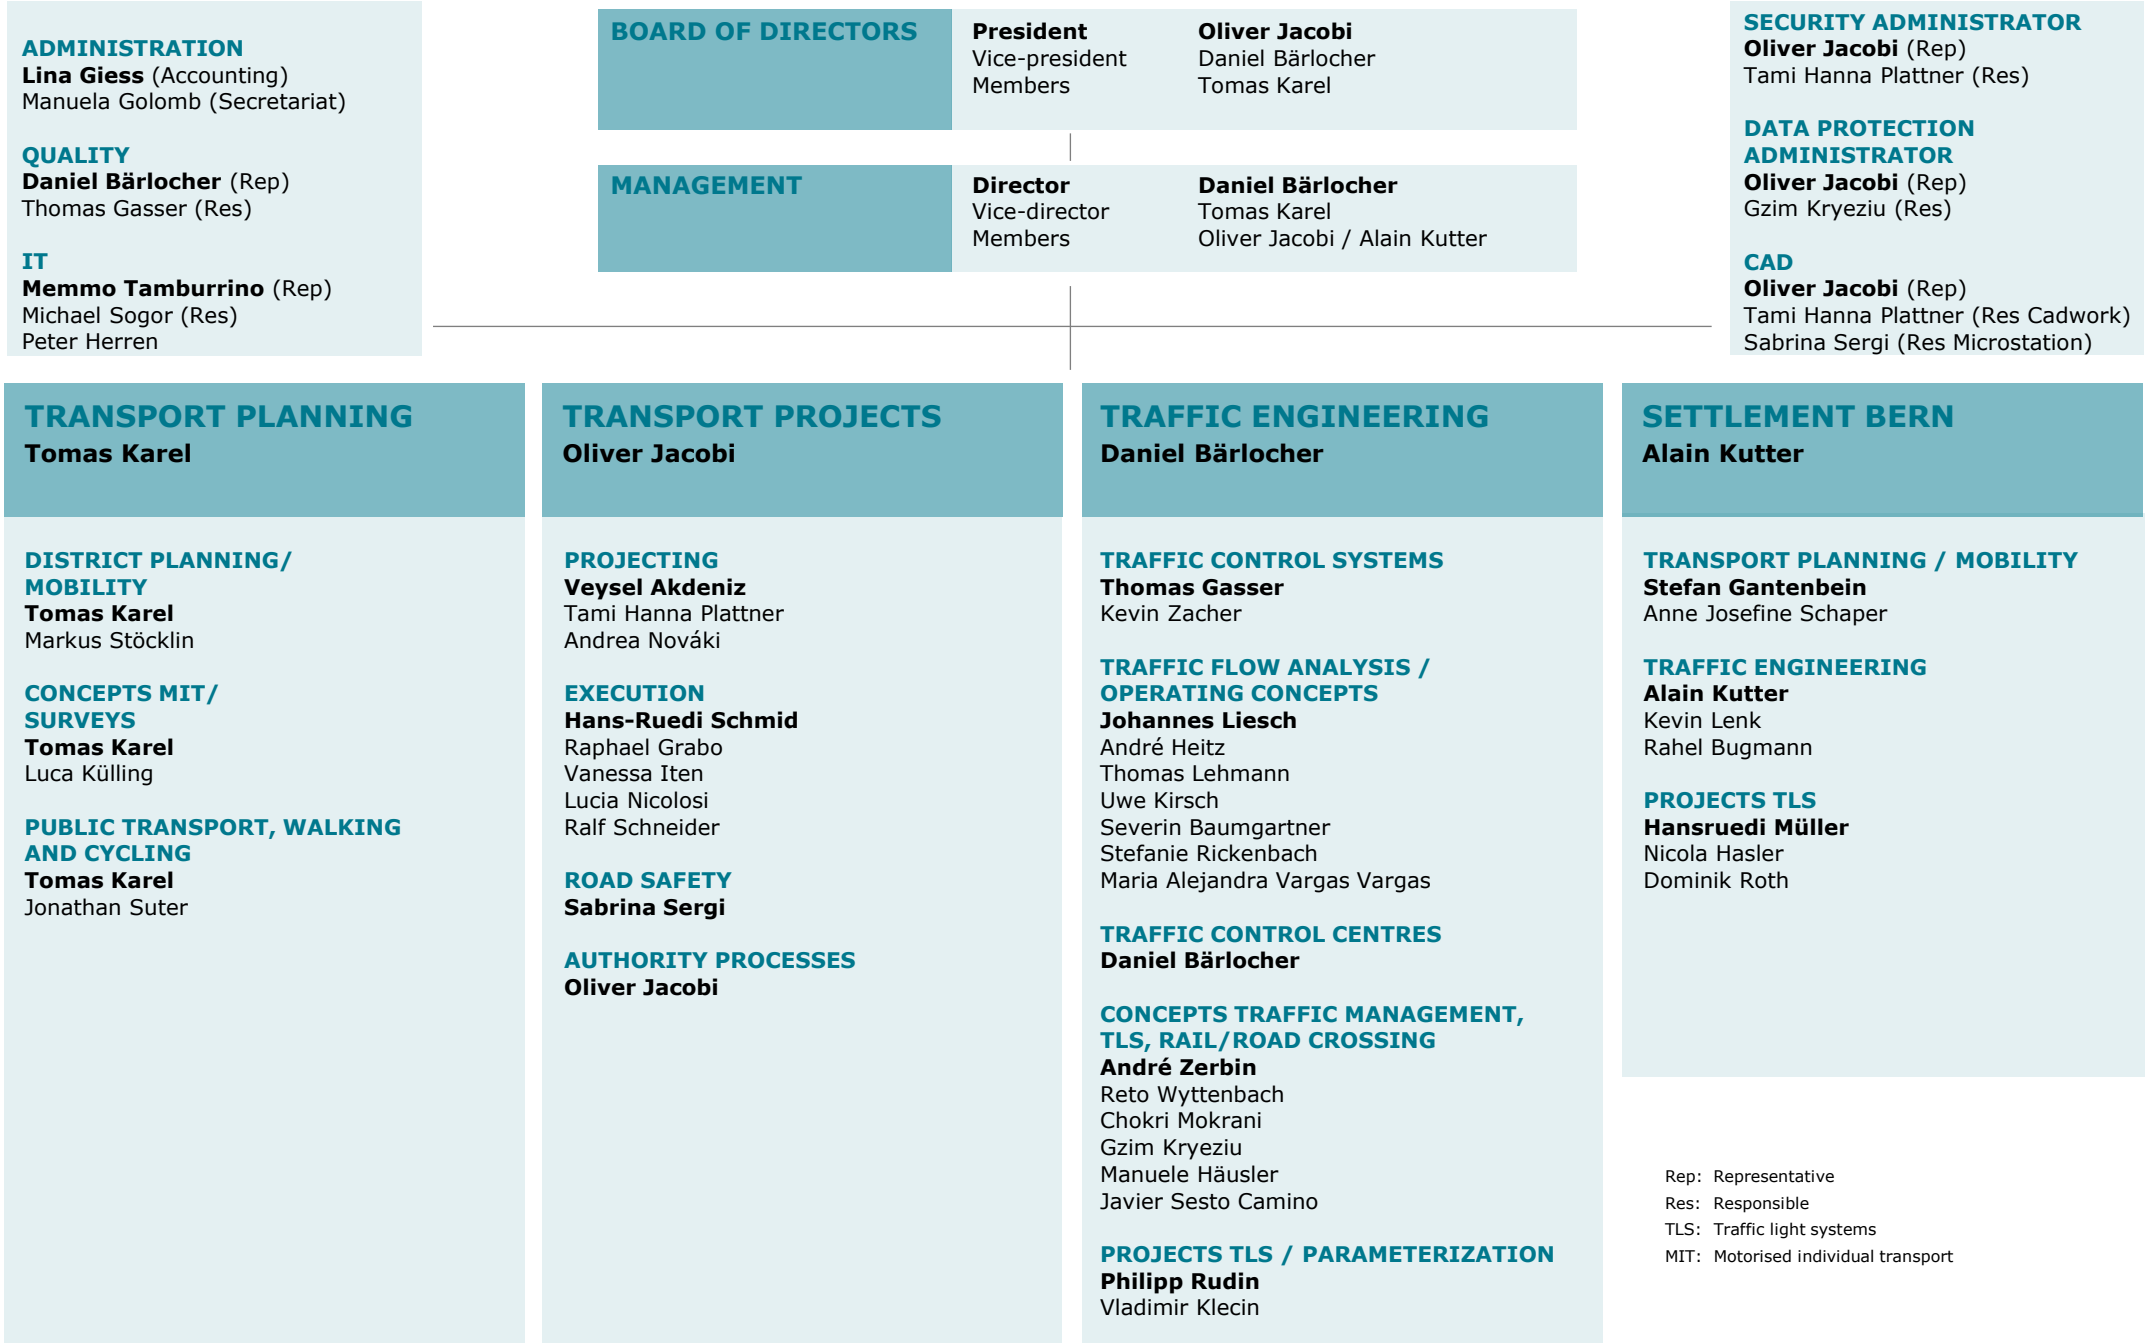 ADMINISTRATION
Lina Giess (Accounting)
Manuela Golomb (Secretariat)
QUALITY
Daniel Bärlocher (Rep)
Thomas Gasser (Res)
IT
Memmo Tamburrino (Rep)
Michael Sogor (Res)
Peter Herren
BOARD OF DIRECTORS
President Oliver Jacobi
Vice-president Daniel Bärlocher
Members Tomas Karel
MANAGEMENT
Director Daniel Bärlocher
Vice-director Tomas Karel
Members Oliver Jacobi / Alain Kutter
SECURITY ADMINISTRATOR
Oliver Jacobi (Rep)
Tami Hanna Plattner (Res)
DATA PROTECTION
ADMINISTRATOR
Oliver Jacobi (Rep)
Gzim Kryeziu (Res)
CAD
Oliver Jacobi (Rep)
Tami Hanna Plattner (Res Cadwork)
Sabrina Sergi (Res Microstation)
TRANSPORT PLANNING
Tomas Karel
DISTRICT PLANNING/
MOBILITY
Tomas Karel
Markus Stöcklin
CONCEPTS MIT/
SURVEYS
Tomas Karel
Luca Külling
PUBLIC TRANSPORT, WALKING
AND CYCLING
Tomas Karel
Jonathan Suter
TRANSPORT PROJECTS
Oliver Jacobi
PROJECTING
Veysel Akdeniz
Tami Hanna Plattner
Andrea Nováki
EXECUTION
Hans-Ruedi Schmid
Raphael Grabo
Vanessa Iten
Lucia Nicolosi
Ralf Schneider
ROAD SAFETY
Sabrina Sergi
AUTHORITY PROCESSES
Oliver Jacobi
TRAFFIC ENGINEERING
Daniel Bärlocher
TRAFFIC CONTROL SYSTEMS
Thomas Gasser
Kevin Zacher
TRAFFIC FLOW ANALYSIS /
OPERATING CONCEPTS
Johannes Liesch
André Heitz
Thomas Lehmann
Uwe Kirsch
Severin Baumgartner
Stefanie Rickenbach
Maria Alejandra Vargas Vargas
TRAFFIC CONTROL CENTRES
Daniel Bärlocher
CONCEPTS TRAFFIC MANAGEMENT,
TLS, RAIL/ROAD CROSSING
André Zerbin
Reto Wyttenbach
Chokri Mokrani
Gzim Kryeziu
Manuele Häusler
Javier Sesto Camino
PROJECTS TLS / PARAMETERIZATION
Philipp Rudin
Vladimir Klecin
SETTLEMENT BERN
Alain Kutter
TRANSPORT PLANNING / MOBILITY
Stefan Gantenbein
Anne Josefine Schaper
TRAFFIC ENGINEERING
Alain Kutter
Kevin Lenk
Rahel Bugmann
PROJECTS TLS
Hansruedi Müller
Nicola Hasler
Dominik Roth
Rep: Representative
Res: Responsible
TLS: Traffic light systems
MIT: Motorised individual transport